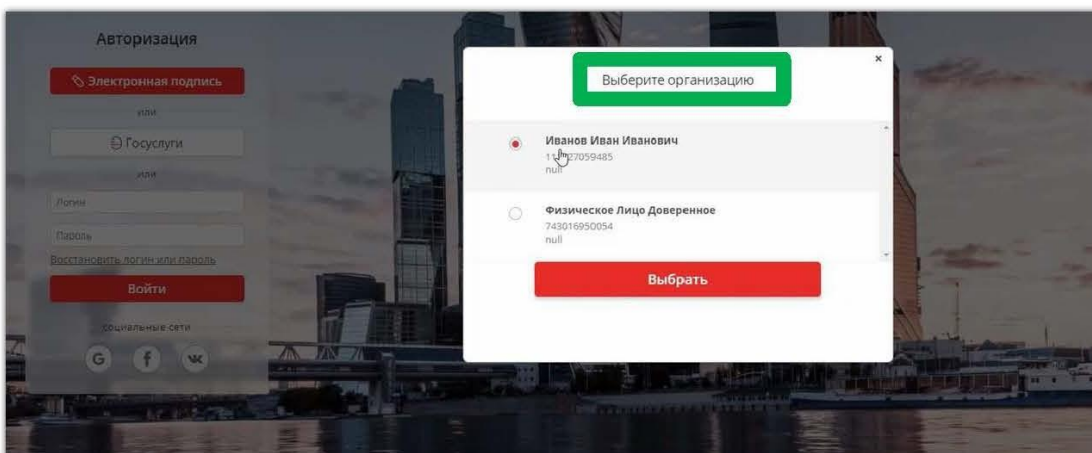 Авторизация
Электронная подпись
или
Госуслуги
или
Логин
Пароль
Восстановить логин или пароль
Войти
социальные сети
G f
Выберите организацию
×
Иванов Иван Иванович
null
Физическое Лицо Доверенное
743016950054
null
Выбрать